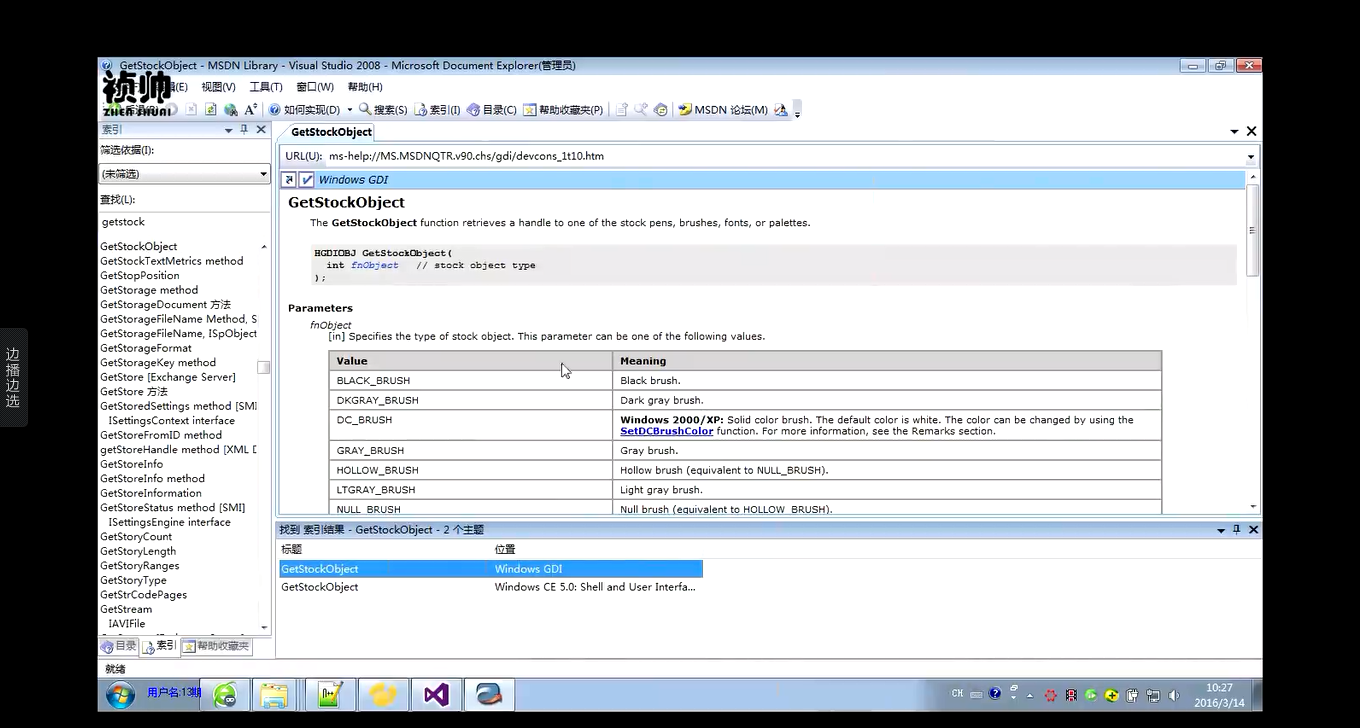 GetStockObject - MSDN Library - Visual Studio 2008 - Microsoft Document Explorer(管理员)
祯帅
ZHEN SHUAI
(E) 视图(V) 工具(T) 窗口(W) 帮助(H)
如何实现(D) 搜索(S) 索引(I) 目录(C) 帮助收藏夹(P) MSDN 论坛(M)
索引
筛选依据(I):
(未筛选)
查找(L):
getstock
GetStockObject
GetStockTextMetrics method
GetStopPosition
GetStorage method
GetStorageDocument 方法
GetStorageFileName Method, S
GetStorageFileName, ISpObject
GetStorageFormat
GetStorageKey method
GetStore [Exchange Server]
GetStore 方法
GetStoredSettings method [SMI
ISettingsContext interface
GetStoreFromID method
getStoreHandle method [XML D
GetStoreInfo
GetStoreInfo method
GetStoreInformation
GetStoreStatus method [SMI]
ISettingsEngine interface
GetStoryCount
GetStoryLength
GetStoryRanges
GetStoryType
GetStrCodePages
GetStream
IAVIFile
目录 索引 帮助收藏夹
GetStockObject
URL(U): ms-help://MS.MSDNQTR.v90.chs/gdi/devcons_1t10.htm
Windows GDI
GetStockObject
The GetStockObject function retrieves a handle to one of the stock pens, brushes, fonts, or palettes.
HGDIOBJ GetStockObject(
int fnObject // stock object type
);
Parameters
fnObject
[in] Specifies the type of stock object. This parameter can be one of the following values.
Value Meaning
BLACK_BRUSH Black brush.
DKGRAY_BRUSH Dark gray brush.
DC_BRUSH Windows 2000/XP: Solid color brush. The default color is white. The color can be changed by using the
SetDCBrushColor function. For more information, see the Remarks section.
GRAY_BRUSH Gray brush.
HOLLOW_BRUSH Hollow brush (equivalent to NULL_BRUSH).
LTGRAY_BRUSH Light gray brush.
NULL_BRUSH Null brush (equivalent to HOLLOW_BRUSH).
找到 索引结果 - GetStockObject - 2 个主题
标题 位置
GetStockObject Windows GDI
GetStockObject Windows CE 5.0: Shell and User Interfa...
就绪
用户名:13期
CH
10:27
2016/3/14
边播边选